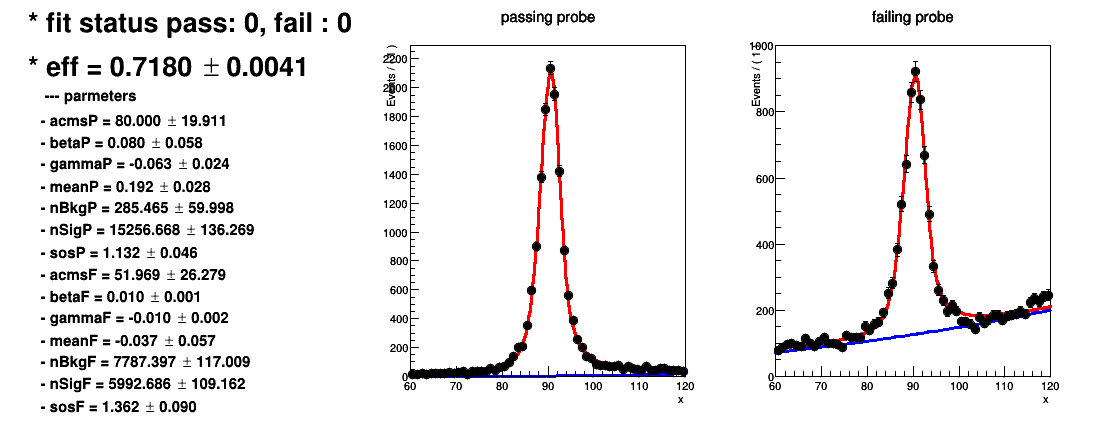 * fit status pass: 0, fail : 0
* eff = 0.7180 ± 0.0041
--- parmeters
- acmsP = 80.000 ± 19.911
- betaP = 0.080 ± 0.058
- gammaP = -0.063 ± 0.024
- meanP = 0.192 ± 0.028
- nBkgP = 285.465 ± 59.998
- nSigP = 15256.668 ± 136.269
- sosP = 1.132 ± 0.046
- acmsF = 51.969 ± 26.279
- betaF = 0.010 ± 0.001
- gammaF = -0.010 ± 0.002
- meanF = -0.037 ± 0.057
- nBkgF = 7787.397 ± 117.009
- nSigF = 5992.686 ± 109.162
- sosF = 1.362 ± 0.090
passing probe
Events / ( 1 )
2200
2000
1800
1600
1400
1200
1000
800
600
400
200
0
60 70 80 90 100 110 120
x
failing probe
Events / ( 1 )
1000
800
600
400
200
0
60 70 80 90 100 110 120
x